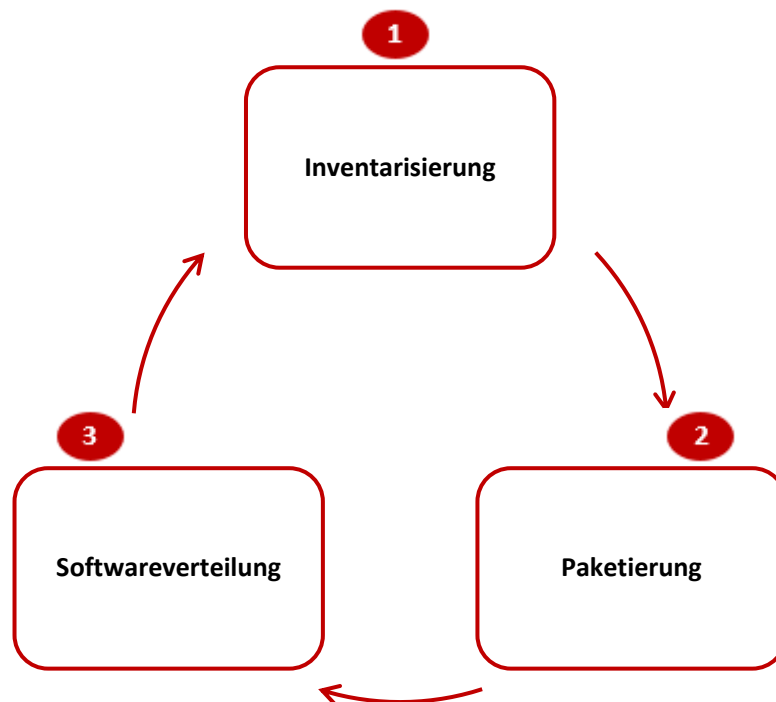 1
Inventarisierung
2
Paketierung
3
Softwareverteilung